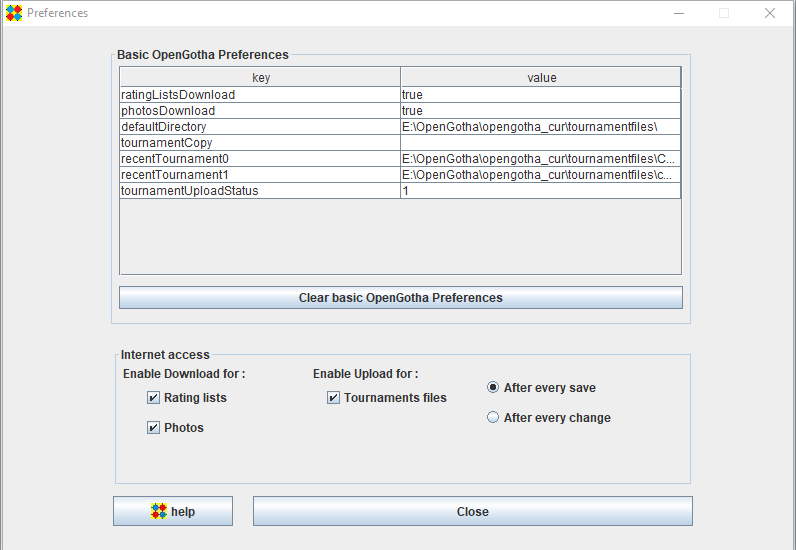 Preferences
Basic OpenGotha Preferences
key value
ratingListsDownload true
photosDownload true
defaultDirectory E:\OpenGotha\opengotha_cur\tournamentfiles\
tournamentCopy
recentTournament0 E:\OpenGotha\opengotha_cur\tournamentfiles\C...
recentTournament1 E:\OpenGotha\opengotha_cur\tournamentfiles\c...
tournamentUploadStatus 1
Clear basic OpenGotha Preferences
Internet access
Enable Download for : Enable Upload for :
Rating lists Tournaments files After every save
Photos After every change
help Close